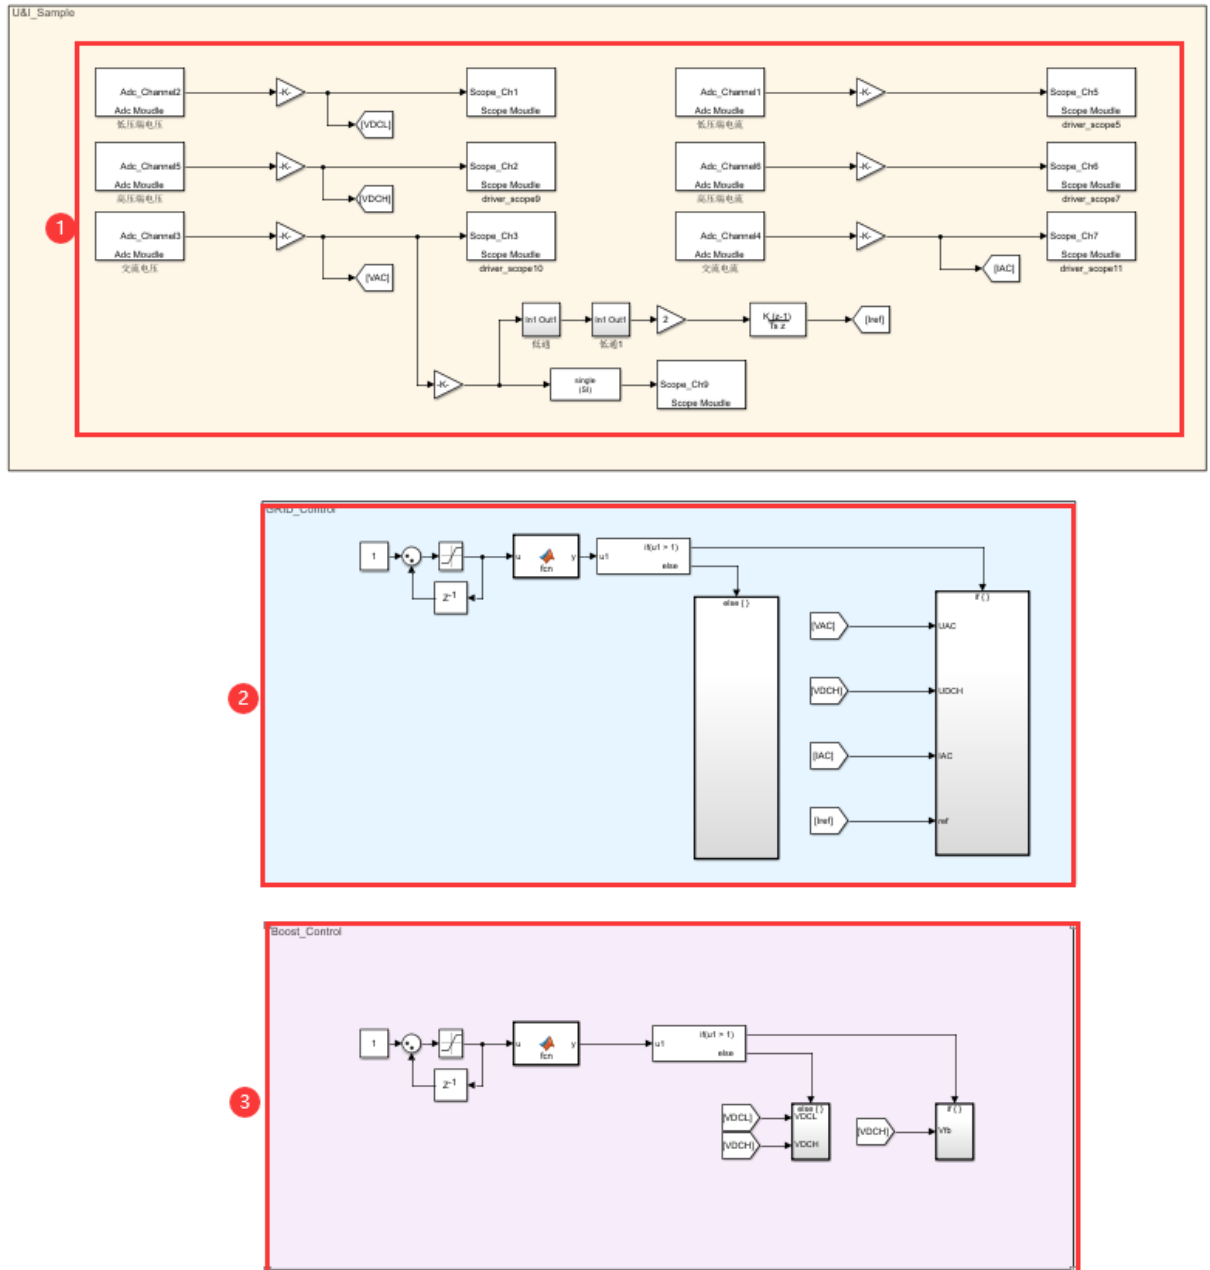 U&I_Sample
Adc_Channel2
Adc Moudle
低压端电压
-K-
[VDCL]
Scope_Ch1
Scope Moudle
Adc_Channel1
Adc Moudle
低压端电流
-K-
Scope_Ch5
Scope Moudle
driver_scope5
Adc_Channel5
Adc Moudle
高压端电压
-K-
[VDCH]
Scope_Ch2
Scope Moudle
driver_scope9
Adc_Channel6
Adc Moudle
高压端电流
-K-
Scope_Ch6
Scope Moudle
driver_scope7
1
Adc_Channel3
Adc Moudle
交流电压
-K-
[VAC]
Scope_Ch3
Scope Moudle
driver_scope10
Adc_Channel4
Adc Moudle
交流电流
-K-
[IAC]
Scope_Ch7
Scope Moudle
driver_scope11
In1 Out1
低通
In1 Out1
低通1
2
K (z-1)
Ts z
[Iref]
-K-
single
(SI)
Scope_Ch9
Scope Moudle
GRID_Control
1
z-1
u
fcn
y
u1
if(u1 > 1)
else
else { }
if { }
[VAC]
UAC
2
[VDCH]
UDCH
[IAC]
IAC
[Iref]
ref
Boost_Control
1
z-1
u
fcn
y
u1
if(u1 > 1)
else
3
[VDCL]
[VDCH]
else { }
VDCL
VDCH
[VDCH]
if { }
Vfb